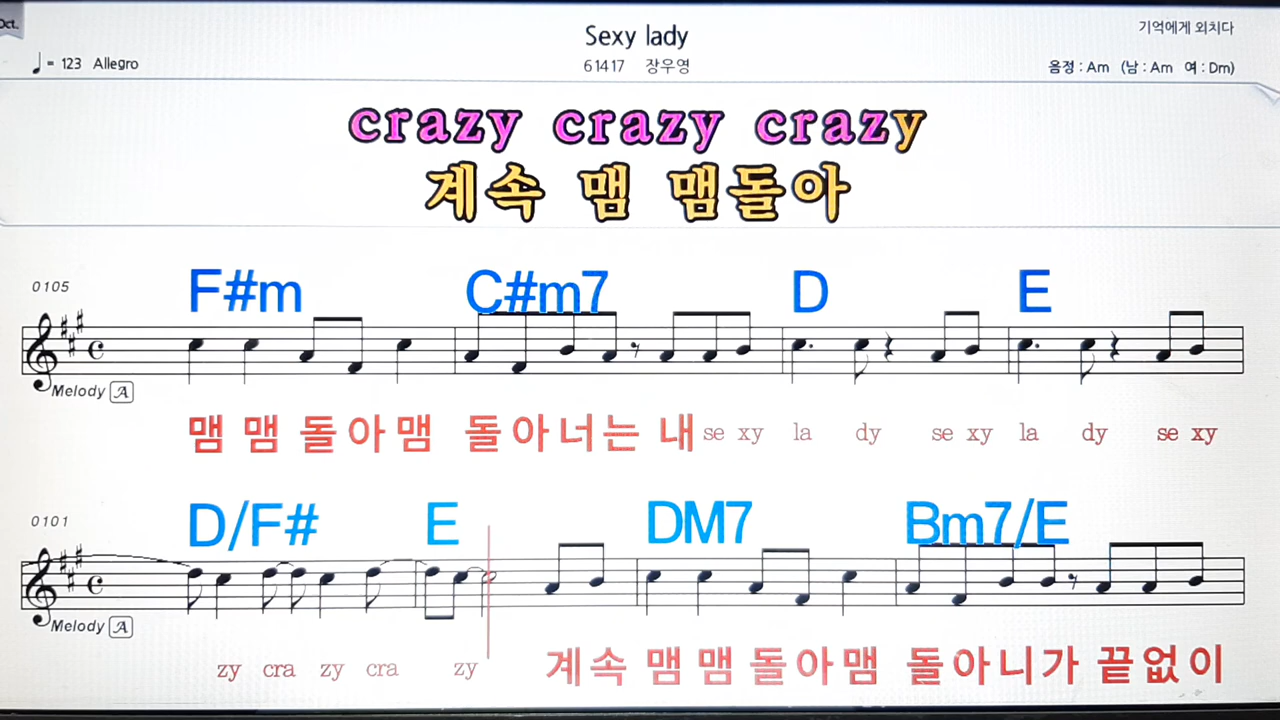 Oct.
Sexy lady
기억에게 외치다
♩= 123 Allegro
61417 장우영
음정 : Am (남 : Am 여 : Dm)
crazy crazy crazy
계속 맴 맴돌아
0105
F#m C#m7 D E
Melody A
맴 맴 돌 아 맴 돌 아 너 는 내 se xy la dy se xy la dy se xy
0101
D/F# E DM7 Bm7/E
Melody A
zy cra zy cra zy 계 속 맴 맴 돌 아 맴 돌 아 니 가 끝 없 이